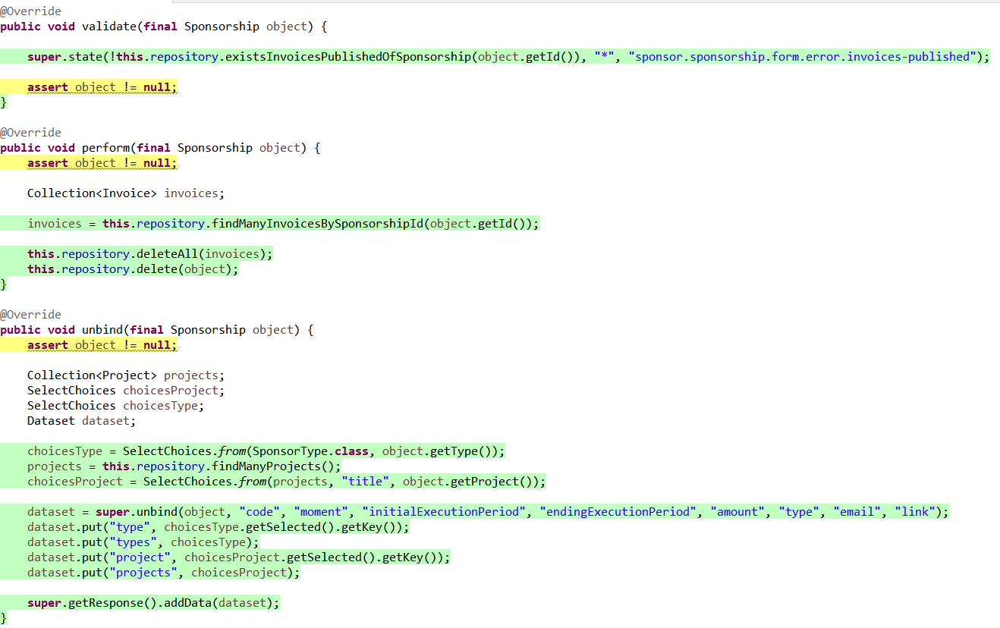 @Override
public void validate(final Sponsorship object) {
super.state(!this.repository.existsInvoicesPublishedOfSponsorship(object.getId()), "*", "sponsor.sponsorship.form.error.invoices-published");
assert object != null;
}
@Override
public void perform(final Sponsorship object) {
assert object != null;
Collection<Invoice> invoices;
invoices = this.repository.findManyInvoicesBySponsorshipId(object.getId());
this.repository.deleteAll(invoices);
this.repository.delete(object);
}
@Override
public void unbind(final Sponsorship object) {
assert object != null;
Collection<Project> projects;
SelectChoices choicesProject;
SelectChoices choicesType;
Dataset dataset;
choicesType = SelectChoices.from(SponsorType.class, object.getType());
projects = this.repository.findManyProjects();
choicesProject = SelectChoices.from(projects, "title", object.getProject());
dataset = super.unbind(object, "code", "moment", "initialExecutionPeriod", "endingExecutionPeriod", "amount", "type", "email", "link");
dataset.put("type", choicesType.getSelected().getKey());
dataset.put("types", choicesType);
dataset.put("project", choicesProject.getSelected().getKey());
dataset.put("projects", choicesProject);
super.getResponse().addData(dataset);
}